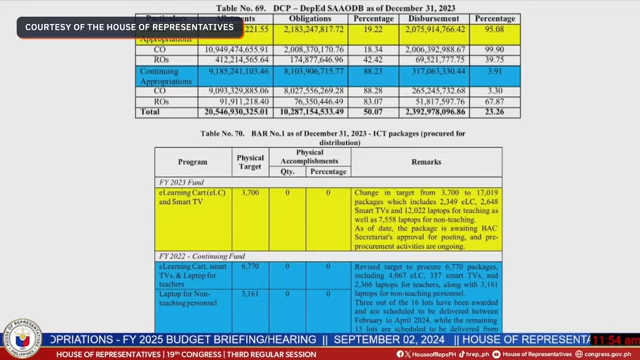 COURTESY OF THE HOUSE OF REPRESENTATIVES
Table No. 69. DCP - DepEd SAAODB as of December 31, 2023
Particulars Allotments Obligations Percentage Disbursement Percentage
Appropriations 221.55 2,183,247,817.72 19.22 2,075,914,766.42 95.08
CO 10,949,474,655.91 2,008,370,170.76 18.34 2,006,392,988.67 99.90
ROs 412,214,565.64 174,877,646.96 42.42 69,521,777.75 39.75
Continuing Appropriations 9,185,241,103.46 8,103,906,715.77 88.23 317,063,330.44 3.91
CO 9,093,329,885.06 8,027,556,269.28 88.28 265,245,732.68 3.30
ROs 91,911,218.40 76,350,446.49 83.07 51,817,597.76 67.87
Total 20,546,930,325.01 10,287,154,533.49 50.07 2,392,978,096.86 23.26
Table No. 70. BAR No.1 as of December 31, 2023 - ICT packages (procured for
distribution)
Program Physical Target Physical Accomplishments Remarks
Qty. Percentage
FY 2023 Fund
eLearning Cart (eLC) and Smart TV 3,700 0 0 Change in target from 3,700 to 17,019
packages which includes 2,349 eLC, 2,648
Smart TVs and 12,022 laptops for teaching as
well as 7,558 laptops for non-teaching.
As of date, the package is awaiting BAC
Secretariat's approval for posting, and pre-
procurement activities are ongoing.
FY 2022 - Continuing Fund
eLearning Cart, smart TVs, & Laptop for teachers 6,770 0 0 Revised target to procure 6,770 packages,
including 4,067 eLC, 337 smart TVs, and
2,366 laptops for teachers, along with 3,161
laptops for non-teaching personnel.
Laptop for Non-teaching personnel 3,161 0 0 Three out of the 16 lots have been awarded and
are scheduled to be delivered between
February to April 2024, while the remaining
13 lots are scheduled to be delivered from
OPRIATIONS - FY 2025 BUDGET BRIEFING/HEARING || SEPTEMBER 02, 2024 || HOUSE OF REPRESENTA
11:54 am
HOUSE OF REPRESENTATIVES | 19TH CONGRESS | THIRD REGULAR SESSION
HouseofRepsPH hrep_ph congress.gov.ph